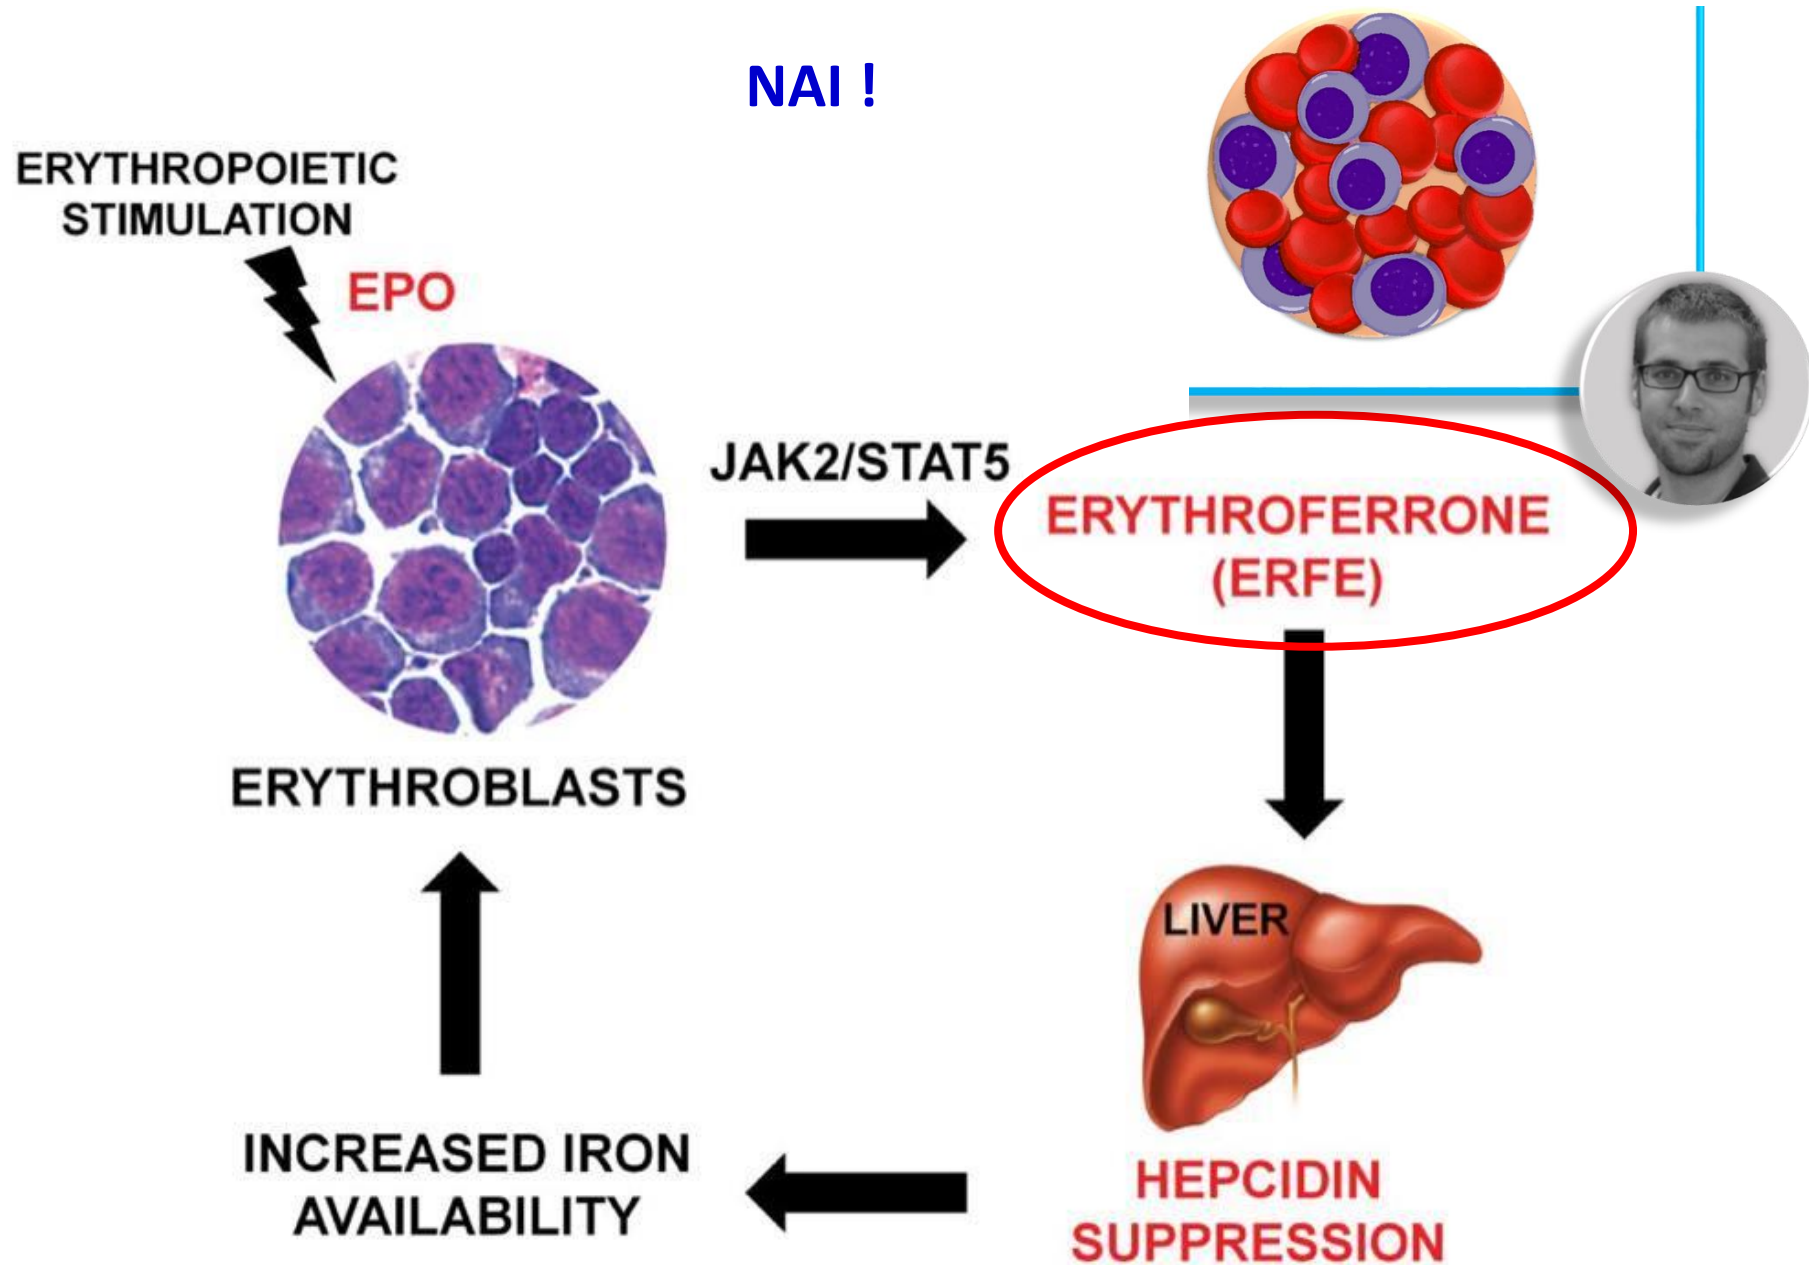 NAI !
ERYTHROPOIETIC
STIMULATION
EPO
JAK2/STAT5
ERYTHROFERRONE
(ERFE)
ERYTHROBLASTS
LIVER
INCREASED IRON
AVAILABILITY
HEPCIDIN
SUPPRESSION